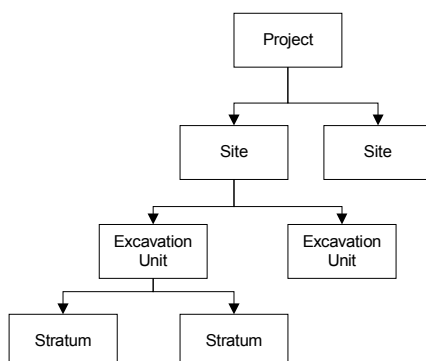 Project
Site
Site
Excavation
Unit
Excavation
Unit
Stratum
Stratum